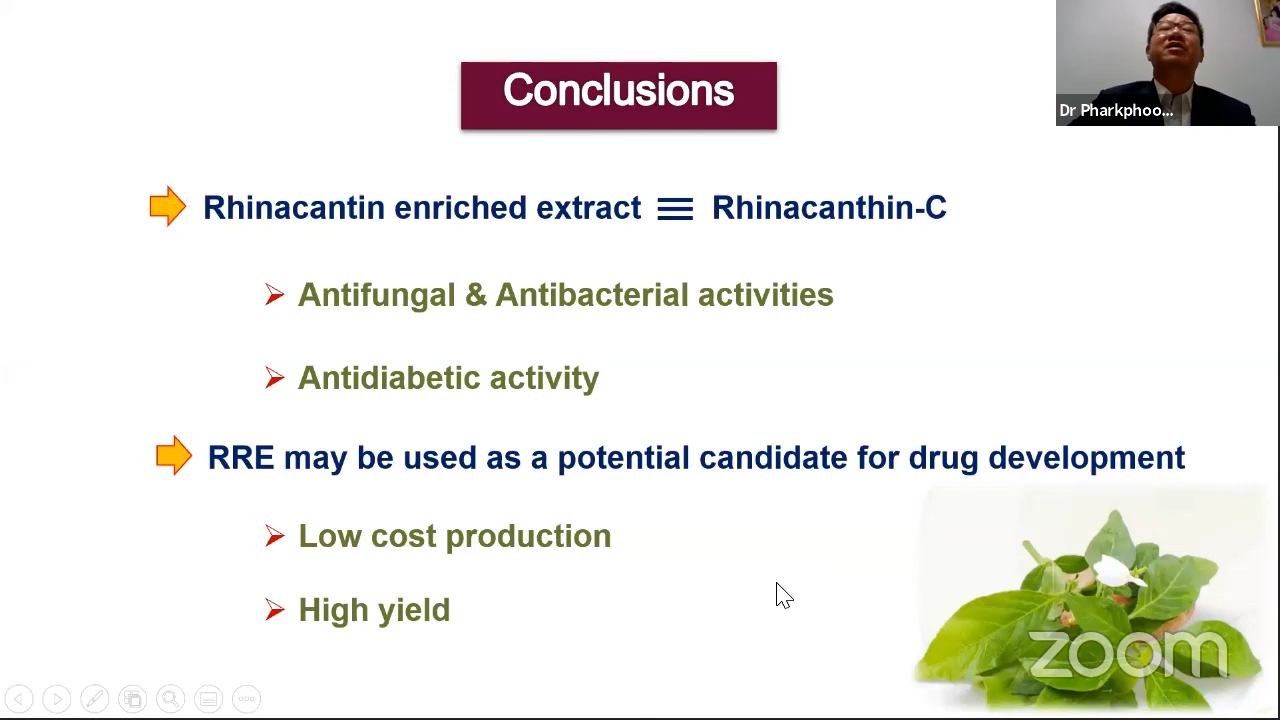 Conclusions
Dr Pharkphoo...
Rhinacantin enriched extract ≡ Rhinacanthin-C
Antifungal & Antibacterial activities
Antidiabetic activity
RRE may be used as a potential candidate for drug development
Low cost production
High yield
zoom